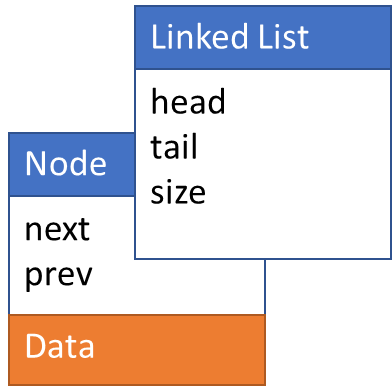 Linked List
head
tail
size
Node
next
prev
Data